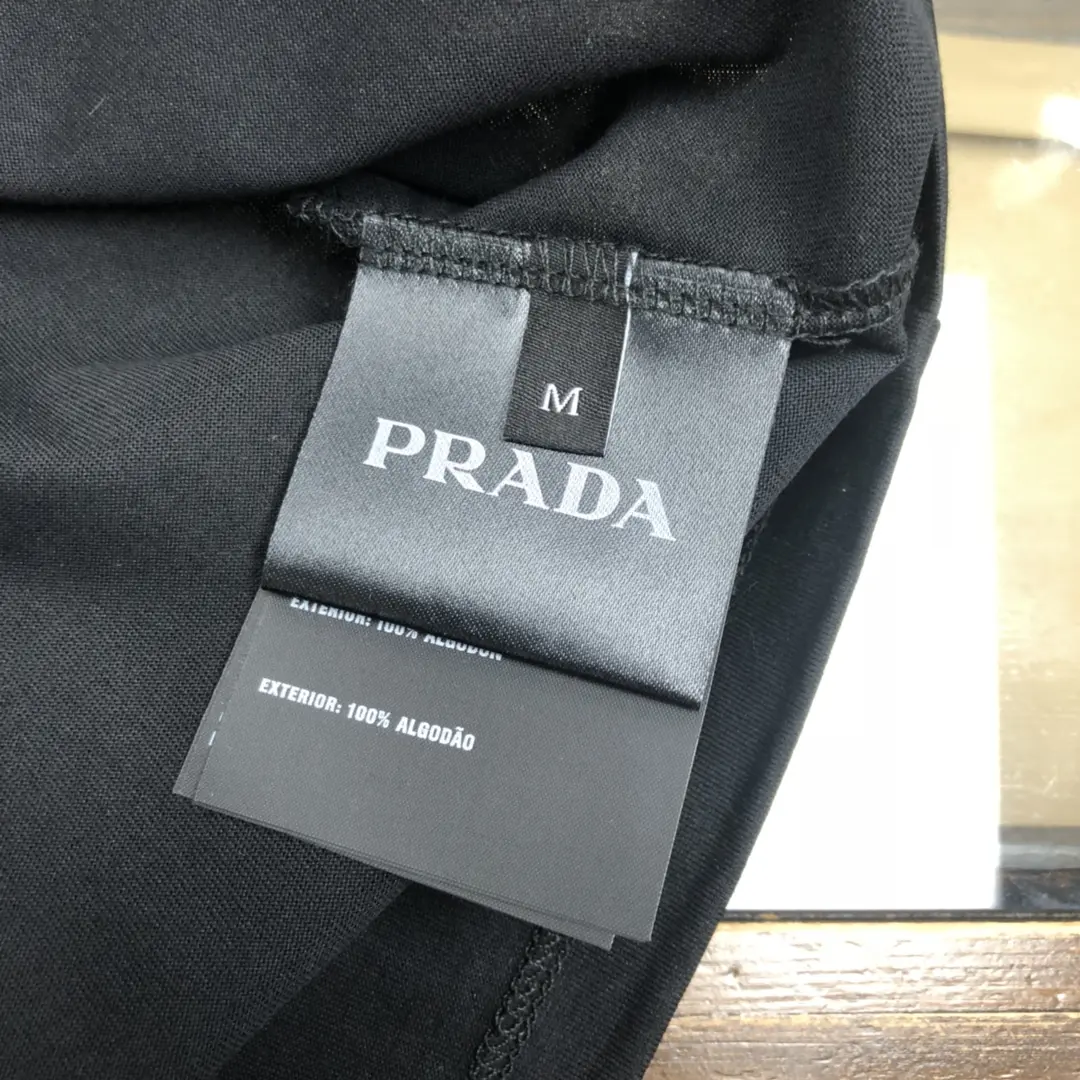 M
PRADA
EXTERIOR: 100% ALGODÓN
EXTERIOR: 100% ALGODÃO